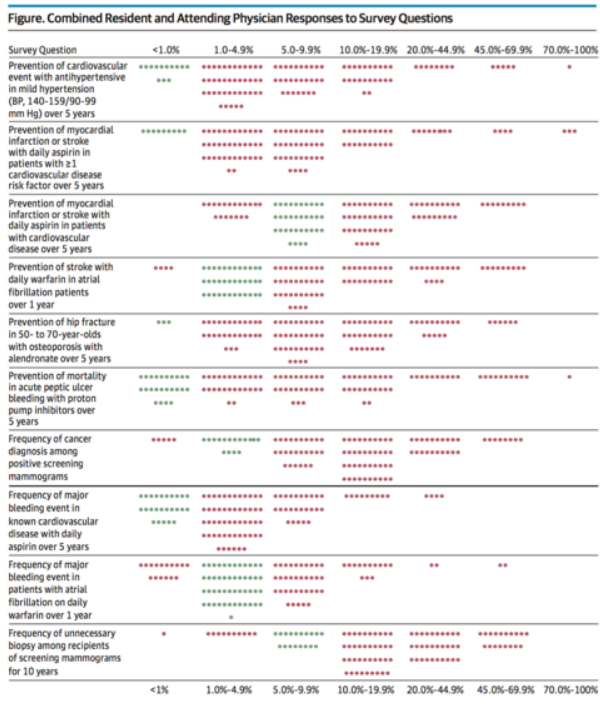 Figure. Combined Resident and Attending Physician Responses to Survey Questions
Survey Question <1.0% 1.0-4.9% 5.0-9.9% 10.0%-19.9% 20.0%-44.9% 45.0%-69.9% 70.0%-100%
Prevention of cardiovascular
event with antihypertensive
in mild hypertension
(BP, 140-159/90-99
mm Hg) over 5 years
Prevention of myocardial
infarction or stroke
with daily aspirin in
patients with ≥1
cardiovascular disease
risk factor over 5 years
Prevention of myocardial
infarction or stroke with
daily aspirin in patients
with cardiovascular
disease over 5 years
Prevention of stroke with
daily warfarin in atrial
fibrillation patients
over 1 year
Prevention of hip fracture
in 50- to 70-year-olds
with osteoporosis with
alendronate over 5 years
Prevention of mortality
in acute peptic ulcer
bleeding with proton
pump inhibitors over
5 years
Frequency of cancer
diagnosis among
positive screening
mammograms
Frequency of major
bleeding event in
known cardiovascular
disease with daily
aspirin over 5 years
Frequency of major
bleeding event in
patients with atrial
fibrillation on daily
warfarin over 1 year
Frequency of unnecessary
biopsy among recipients
of screening mammograms
for 10 years
<1% 1.0%-4.9% 5.0%-9.9% 10.0%-19.9% 20.0%-44.9% 45.0%-69.9% 70.0%-100%